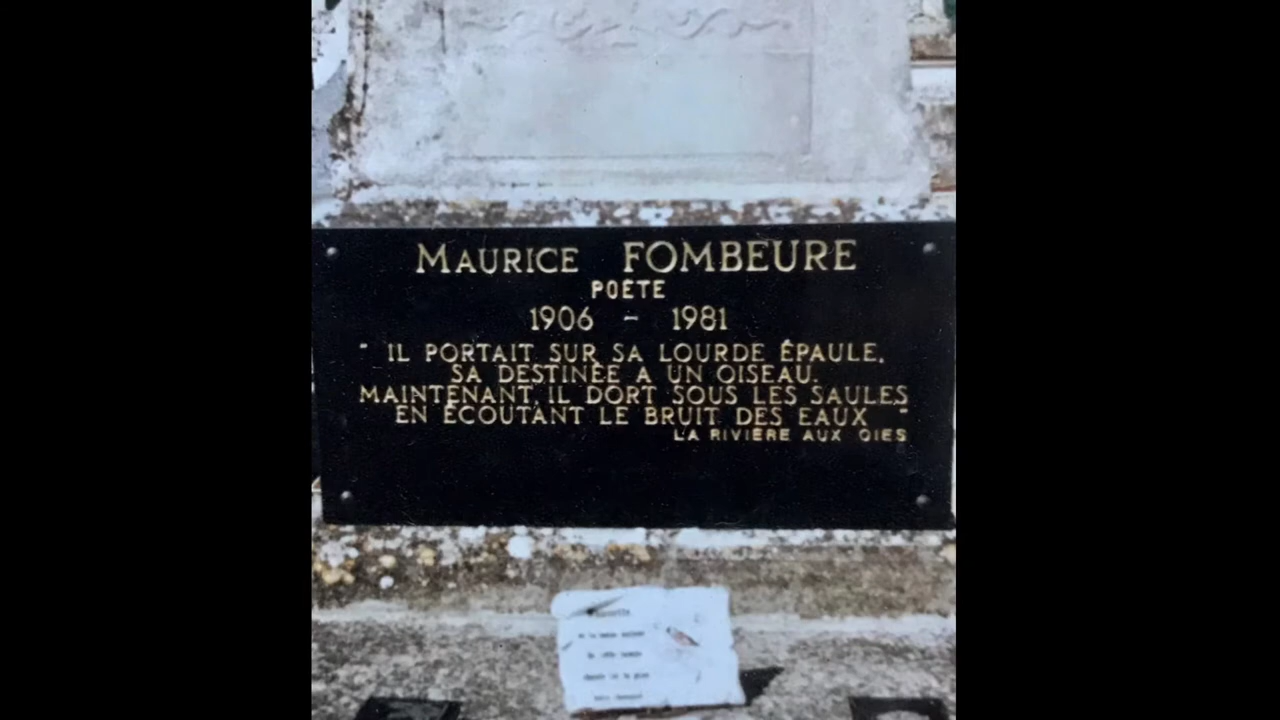 MAURICE FOMBEURE
POÈTE
1906 - 1981
" IL PORTAIT SUR SA LOURDE ÉPAULE,
SA DESTINÉE A UN OISEAU.
MAINTENANT, IL DORT SOUS LES SAULES
EN ÉCOUTANT LE BRUIT DES EAUX "
LA RIVIÈRE AUX OIES